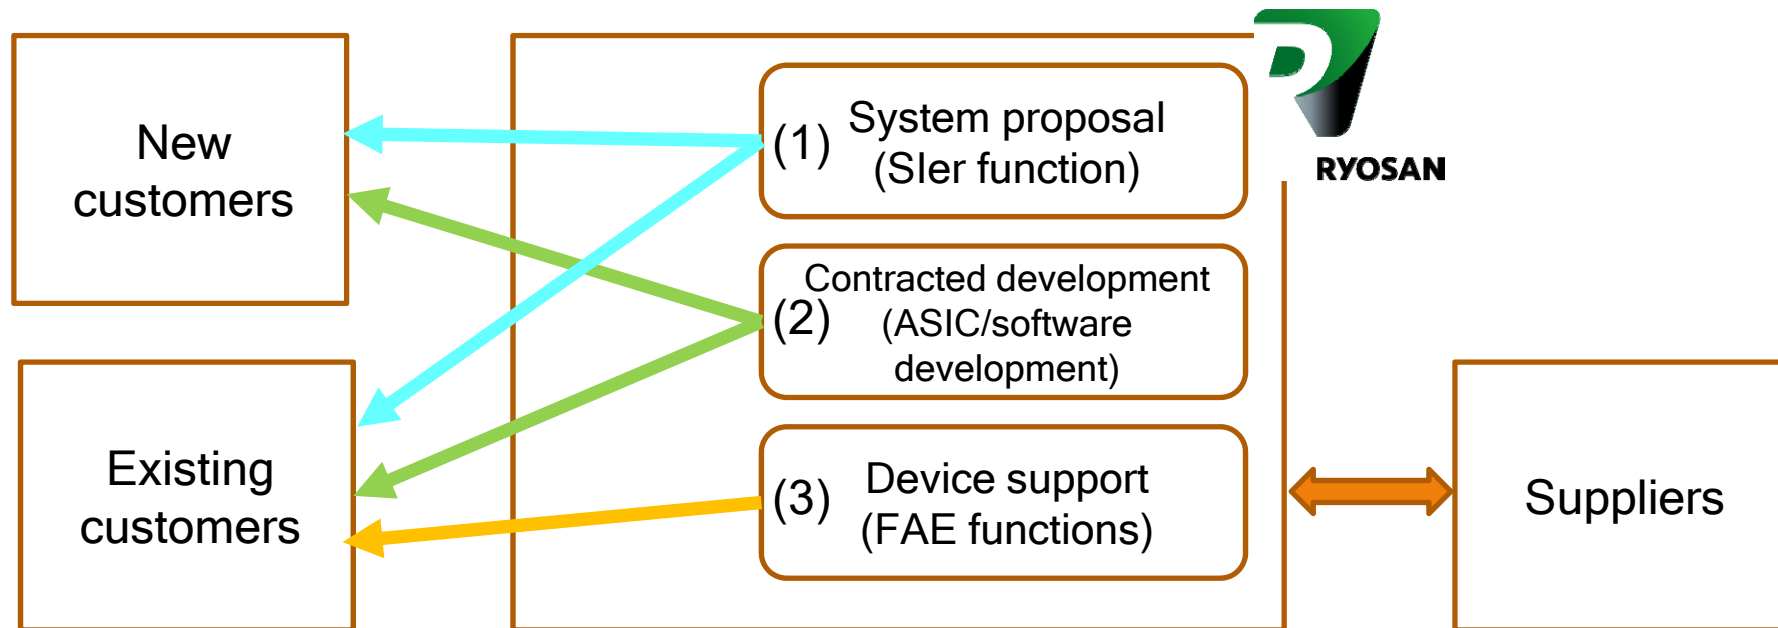 New
customers
(1)
System proposal
(SIer function)
RYOSAN
(2)
Contracted development
(ASIC/software
development)
Existing
customers
(3)
Device support
(FAE functions)
Suppliers